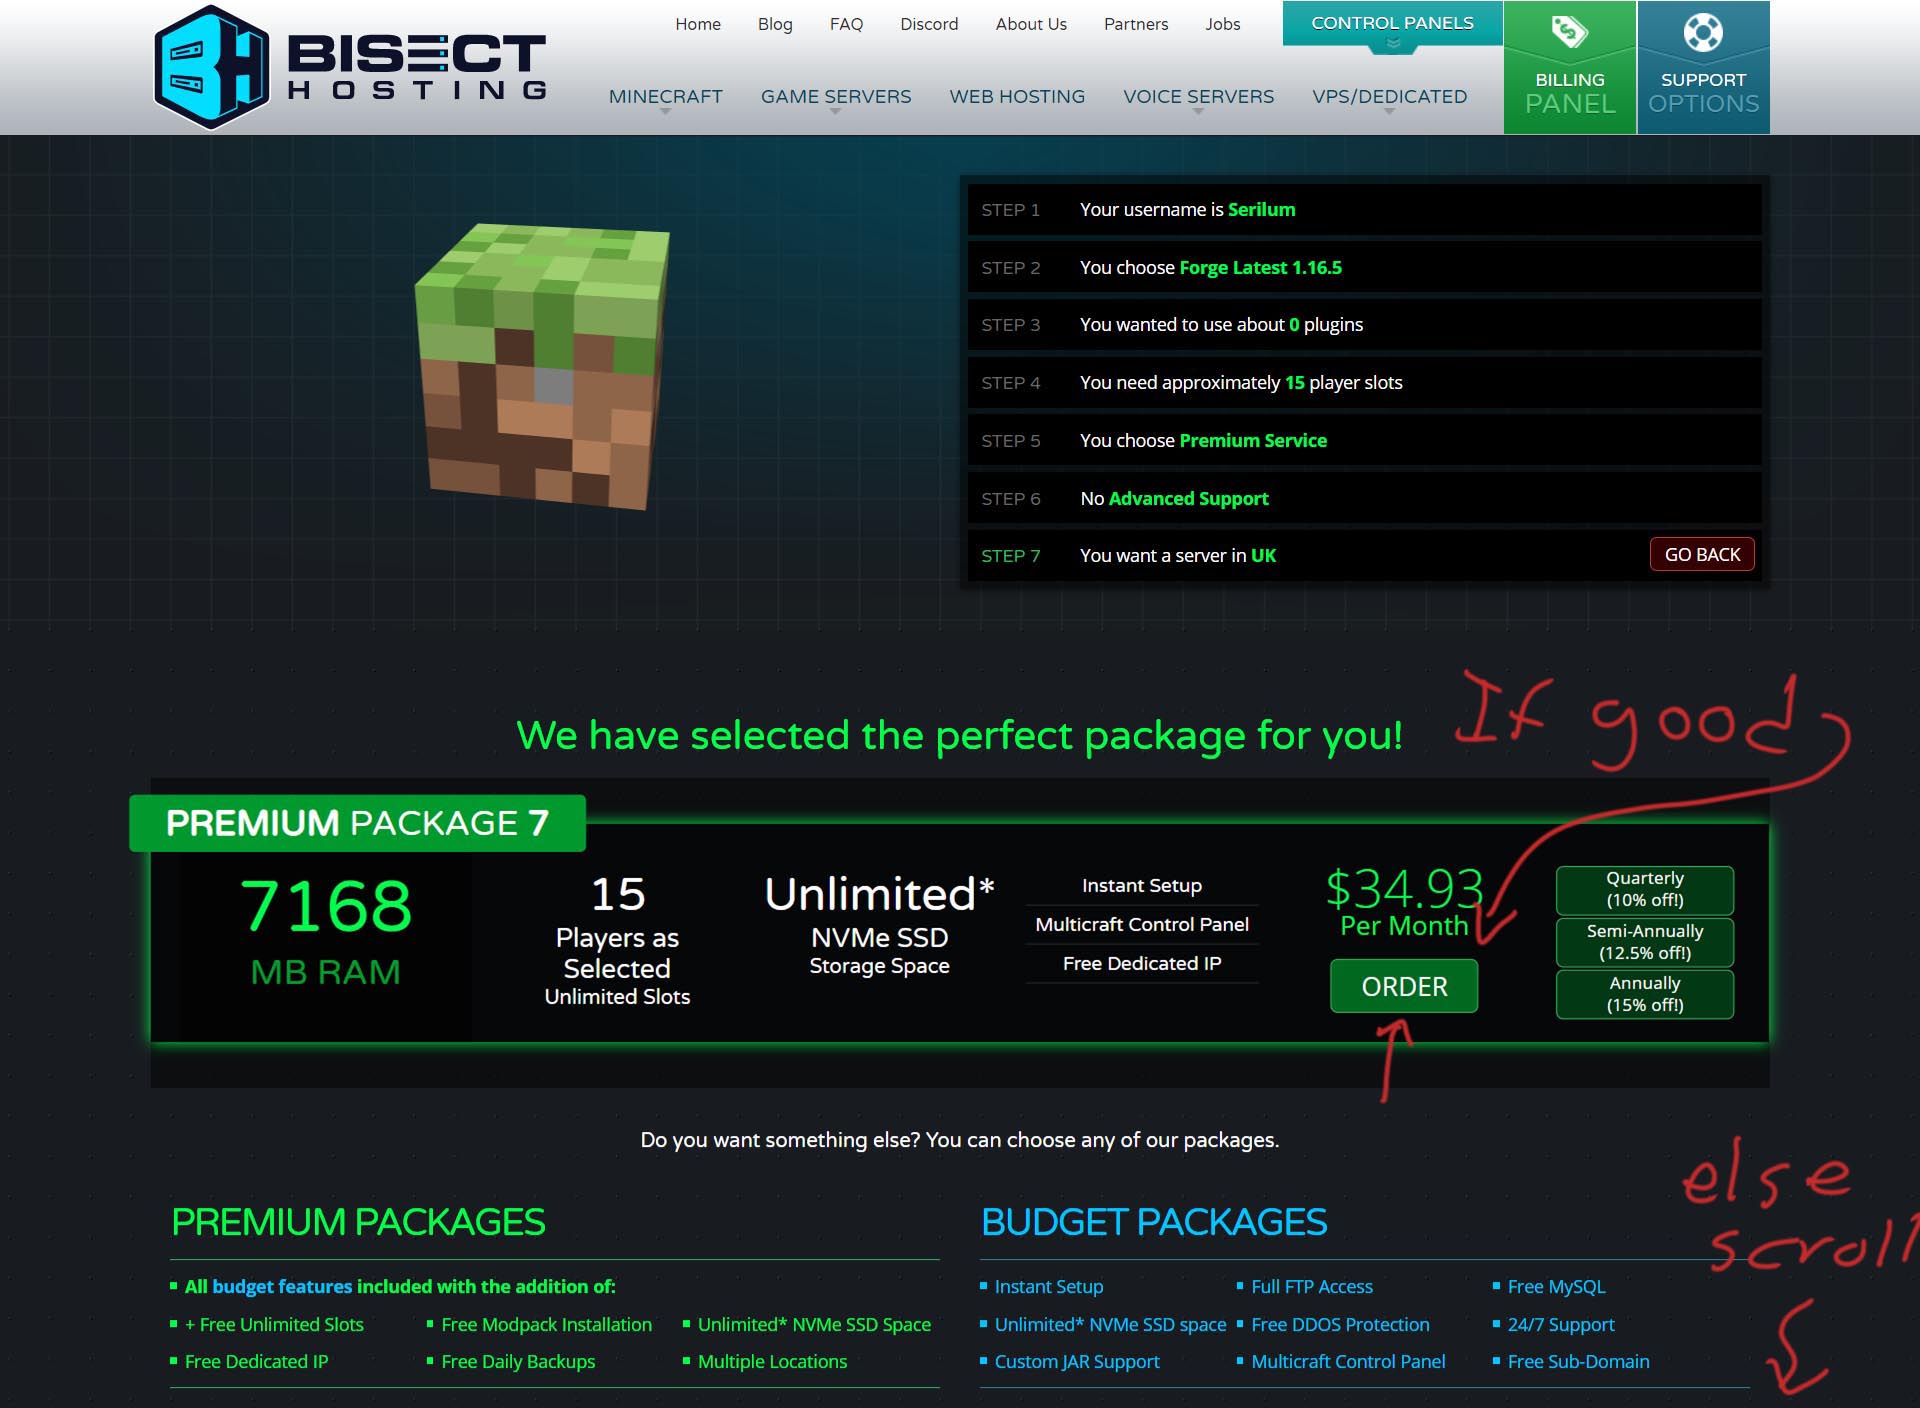 BISECT
HOSTING
Home Blog FAQ Discord About Us Partners Jobs
CONTROL PANELS
MINECRAFT GAME SERVERS WEB HOSTING VOICE SERVERS VPS/DEDICATED
BILLING
PANEL
SUPPORT
OPTIONS
STEP 1 Your username is Serilum
STEP 2 You choose Forge Latest 1.16.5
STEP 3 You wanted to use about 0 plugins
STEP 4 You need approximately 15 player slots
STEP 5 You choose Premium Service
STEP 6 No Advanced Support
STEP 7 You want a server in UK GO BACK
If good
We have selected the perfect package for you!
PREMIUM PACKAGE 7
7168
MB RAM
15
Players as
Selected
Unlimited Slots
Unlimited*
NVMe SSD
Storage Space
Instant Setup
Multicraft Control Panel
Free Dedicated IP
$34.93
Per Month
ORDER
Quarterly
(10% off!)
Semi-Annually
(12.5% off!)
Annually
(15% off!)
Do you want something else? You can choose any of our packages.
else
scroll
PREMIUM PACKAGES
All budget features included with the addition of:
+ Free Unlimited Slots Free Modpack Installation Unlimited* NVMe SSD Space
Free Dedicated IP Free Daily Backups Multiple Locations
BUDGET PACKAGES
Instant Setup Full FTP Access Free MySQL
Unlimited* NVMe SSD space Free DDOS Protection 24/7 Support
Custom JAR Support Multicraft Control Panel Free Sub-Domain